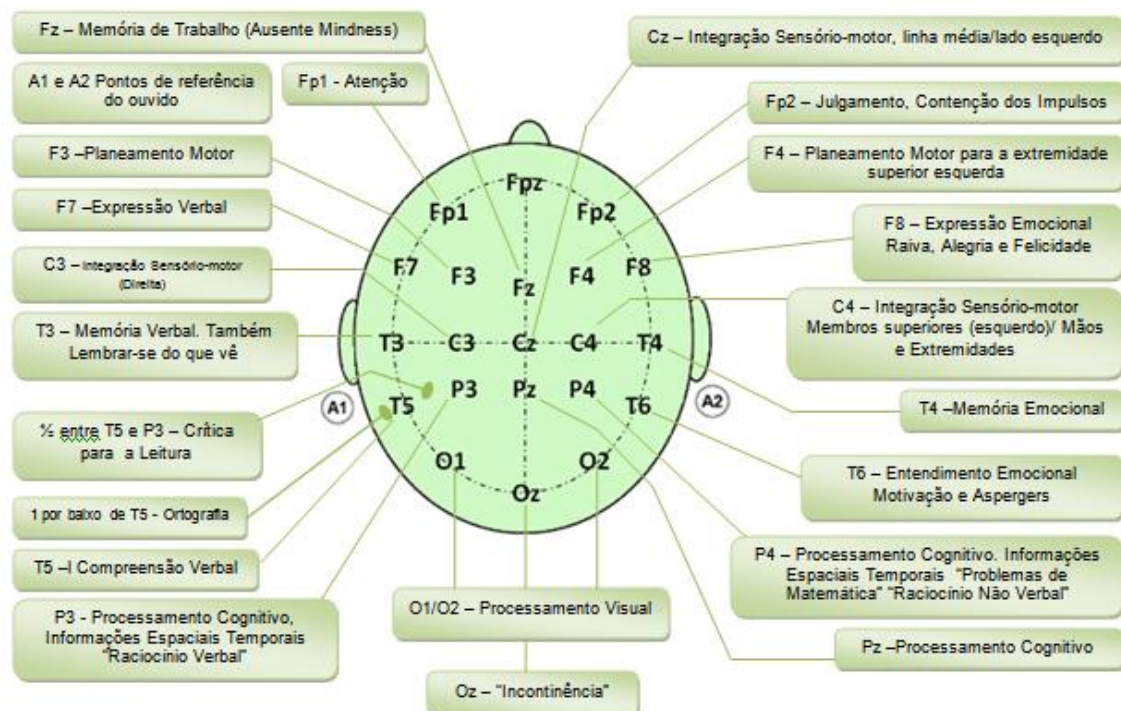 Fz – Memória de Trabalho (Ausente Mindness)
A1 e A2 Pontos de referência
do ouvido
Fp1 - Atenção
F3 –Planeamento Motor
F7 –Expressão Verbal
C3 – Integração Sensório-motor
(Direita)
T3 – Memória Verbal. Também
Lembrar-se do que vê
½ entre T5 e P3 – Crítica
para a Leitura
1 por baixo de T5 - Ortografia
T5 –I Compreensão Verbal
P3 - Processamento Cognitivo,
Informações Espaciais Temporais
“Raciocínio Verbal”
Fpz
Fp1 Fp2
F7 F3 Fz F4 F8
T3 C3 Cz C4 T4
A1 T5 P3 Pz P4 T6 A2
O1 O2
Oz
O1/O2 – Processamento Visual
Oz – “Incontinência”
Cz – Integração Sensório-motor, linha média/lado esquerdo
Fp2 – Julgamento, Contenção dos Impulsos
F4 – Planeamento Motor para a extremidade
superior esquerda
F8 – Expressão Emocional
Raiva, Alegria e Felicidade
C4 – Integração Sensório-motor
Membros superiores (esquerdo)/ Mãos
e Extremidades
T4 –Memória Emocional
T6 – Entendimento Emocional
Motivação e Aspergers
P4 – Processamento Cognitivo. Informações
Espaciais Temporais “Problemas de
Matemática” “Raciocínio Não Verbal”
Pz –Processamento Cognitivo